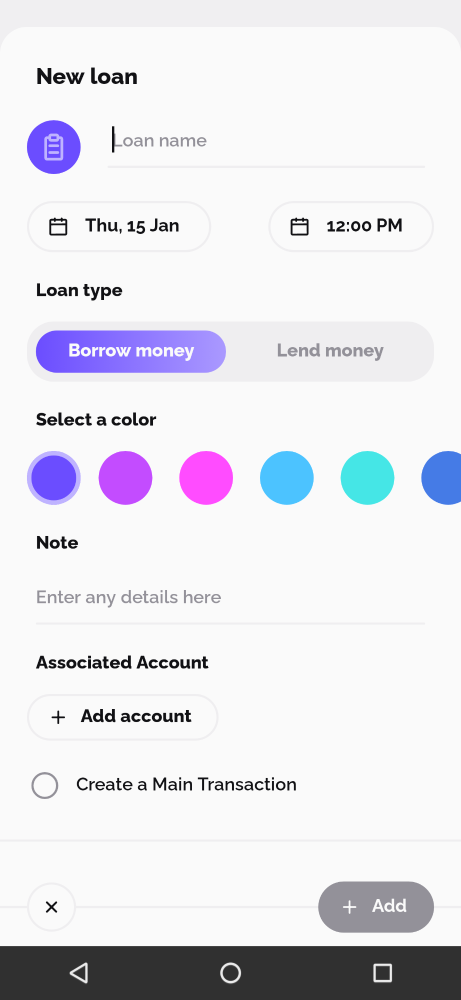 New loan
Loan name
Thu, 15 Jan
12:00 PM
Loan type
Borrow money
Lend money
Select a color
Note
Enter any details here
Associated Account
Add account
Create a Main Transaction
Add